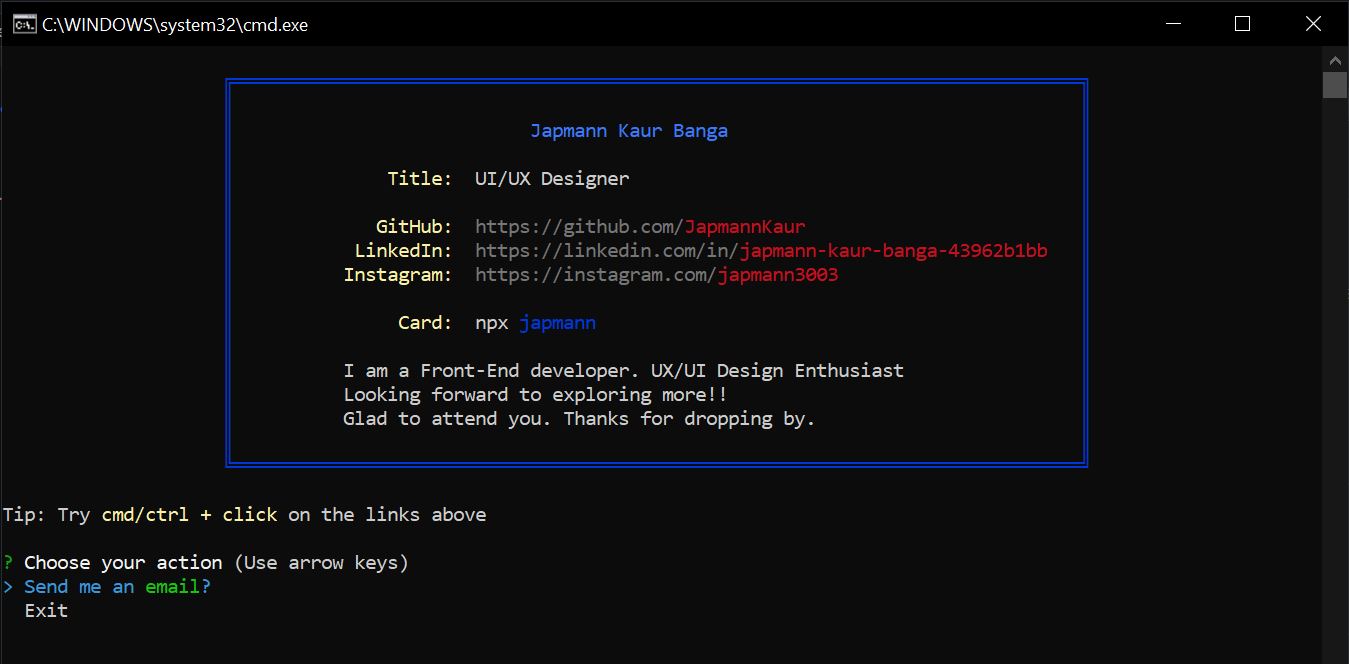 C:\WINDOWS\system32\cmd.exe
Japmann Kaur Banga
Title: UI/UX Designer
GitHub: https://github.com/JapmannKaur
LinkedIn: https://linkedin.com/in/japmann-kaur-banga-43962b1bb
Instagram: https://instagram.com/japmann3003
Card: npx japmann
I am a Front-End developer. UX/UI Design Enthusiast
Looking forward to exploring more!!
Glad to attend you. Thanks for dropping by.
Tip: Try cmd/ctrl + click on the links above
? Choose your action (Use arrow keys)
> Send me an email?
Exit